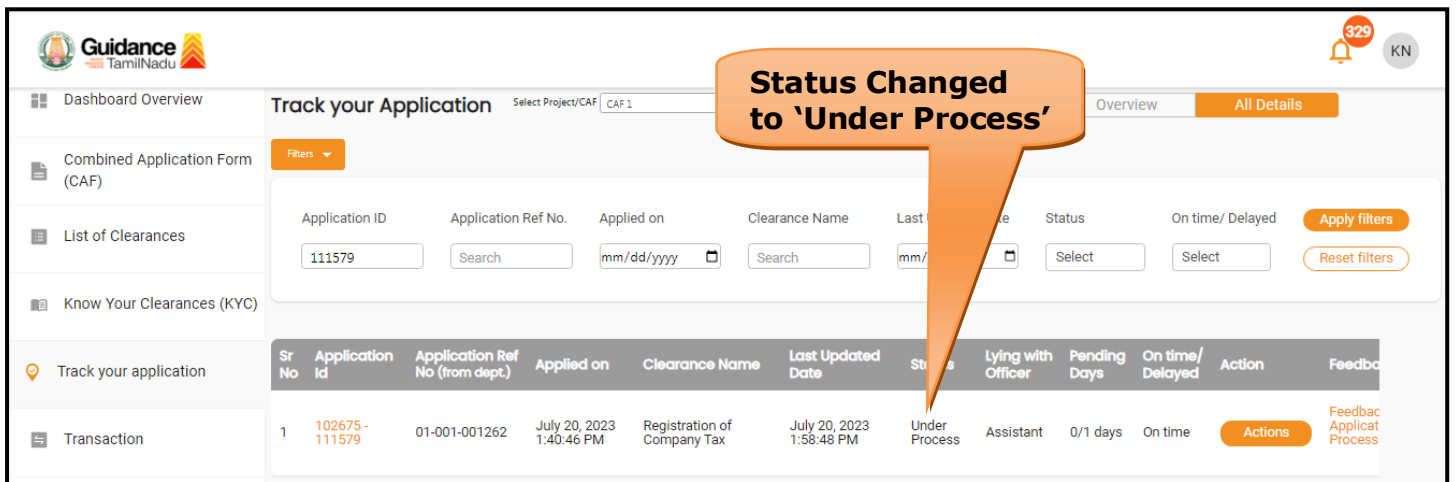 Guidance
TamilNadu
329
KN
Status Changed
to ‘Under Process’
Dashboard Overview
Track your Application
Select Project/CAF
CAF 1
Overview
All Details
Combined Application Form
(CAF)
Filters
List of Clearances
Application ID
Application Ref No.
Applied on
Clearance Name
Last
Status
On time/ Delayed
Apply filters
111579
Search
mm/dd/yyyy
Search
mm/
Select
Select
Reset filters
Know Your Clearances (KYC)
Track your application
Sr
No
Application
Id
Application Ref
No (from dept.)
Applied on
Clearance Name
Last Updated
Date
Lying with
Officer
Pending
Days
On time/
Delayed
Action
Feedba
Transaction
1
102675 -
111579
01-001-001262
July 20, 2023
1:40:46 PM
Registration of
Company Tax
July 20, 2023
1:58:48 PM
Under
Process
Assistant
0/1 days
On time
Actions
Feedbac
Applicat
Process